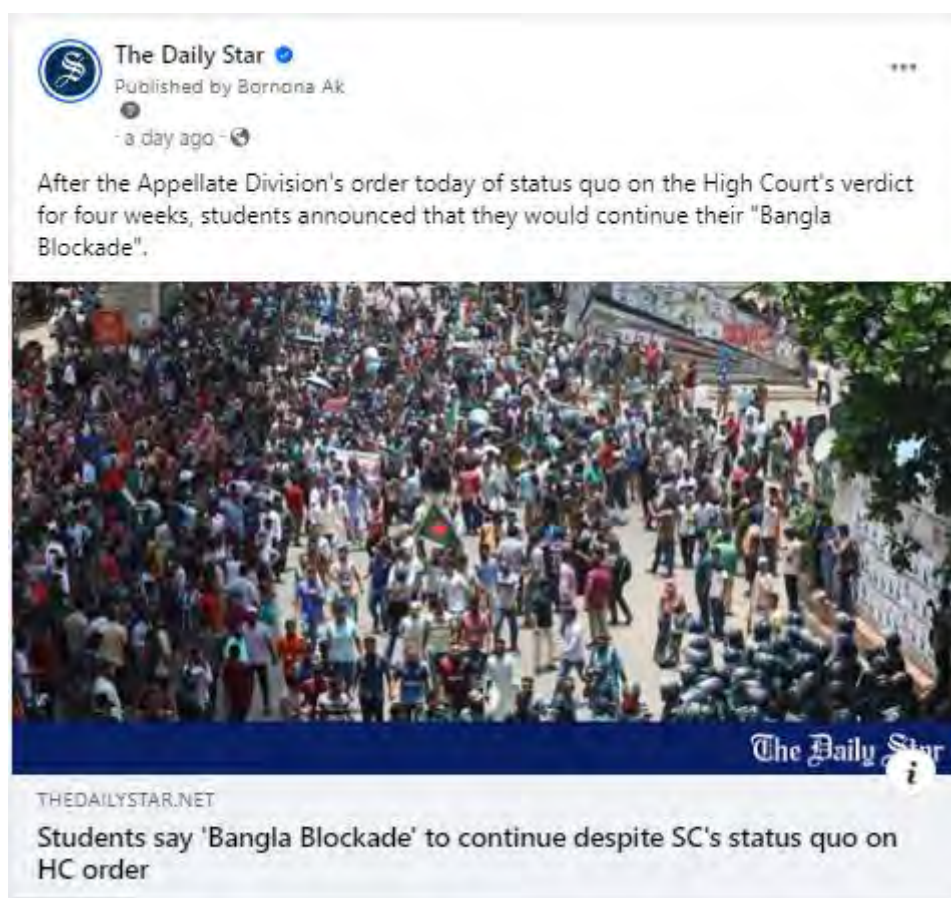 The Daily Star
Published by Bornona Ak
· a day ago ·
After the Appellate Division's order today of status quo on the High Court's verdict
for four weeks, students announced that they would continue their "Bangla
Blockade".
The Daily Star
THEDAILYSTAR.NET
Students say 'Bangla Blockade' to continue despite SC's status quo on
HC order